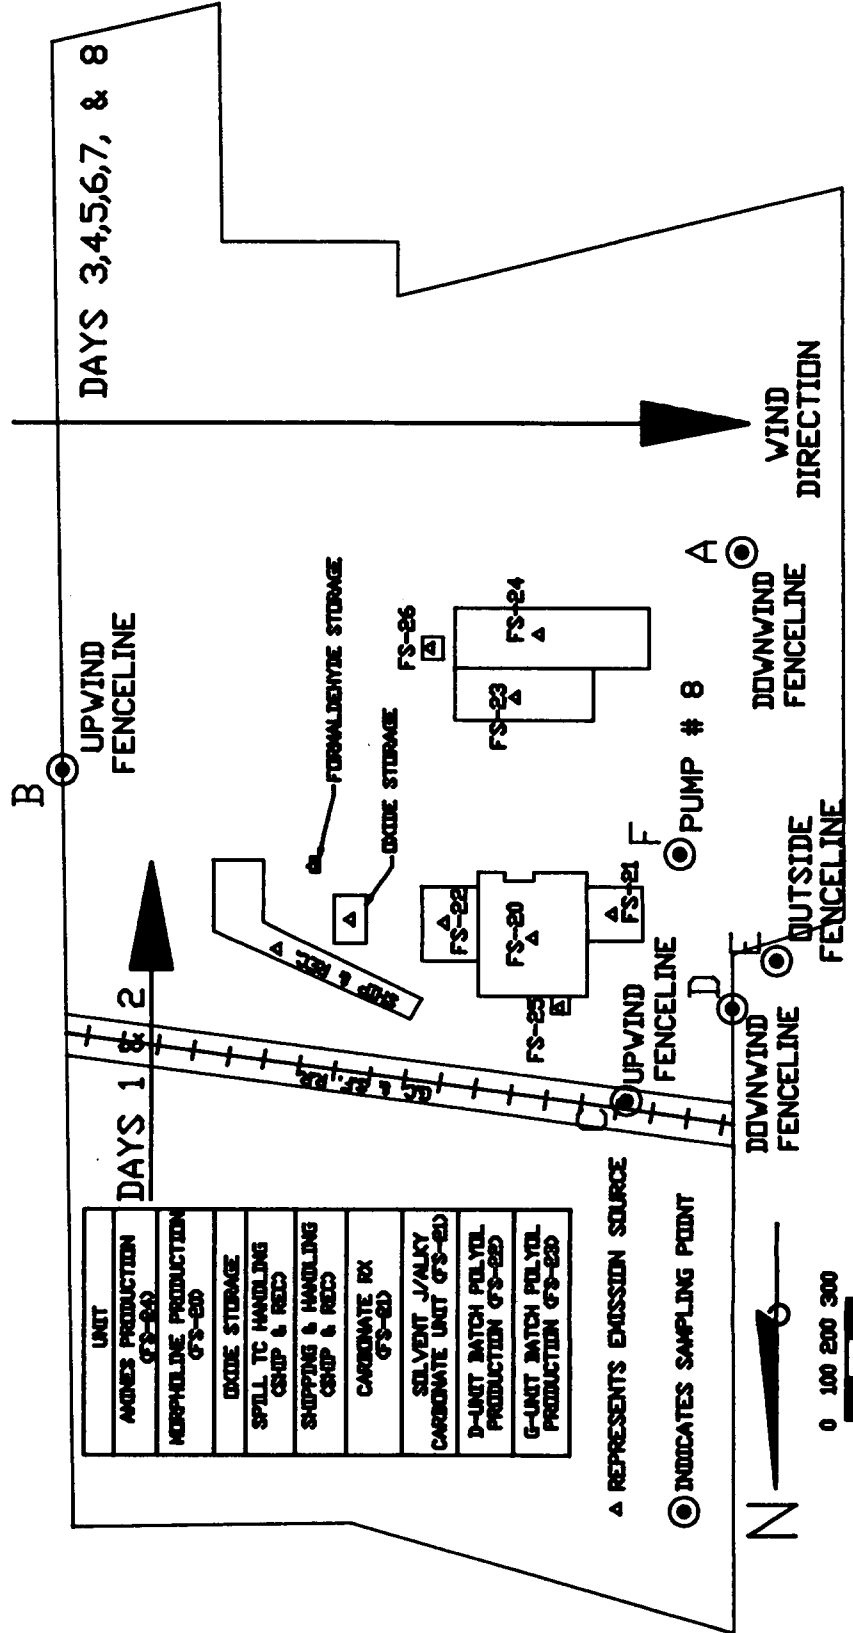 DAYS 3,4,5,6,7, & 8
DAYS 1 & 2
B
UPWIND
FENCELINE
WIND
DIRECTION
FORMALDEHYDE STORAGE
OXIDE STORAGE
SHIP & REC.
FS-26
FS-24
FS-23
FS-22
FS-20
FS-21
FS-25
A
DOWNWIND
FENCELINE
F
PUMP # 8
E
OUTSIDE
FENCELINE
D
DOWNWIND
FENCELINE
C
UPWIND
FENCELINE
UNIT
AMINES PRODUCTION
(FS-24)
MORPHOLINE PRODUCTION
(FS-20)
OXIDE STORAGE
SPILL TC HANDLING
(SHIP & REC)
SHIPPING & HANDLING
(SHIP & REC)
CARBONATE RX
(FS-21)
SOLVENT J/ALKY
CARBONATE UNIT (FS-21)
D-UNIT BATCH POLYOL
PRODUCTION (FS-22)
G-UNIT BATCH POLYOL
PRODUCTION (FS-23)
REPRESENTS EMISSION SOURCE
INDICATES SAMPLING POINT
N
0 100 200 300